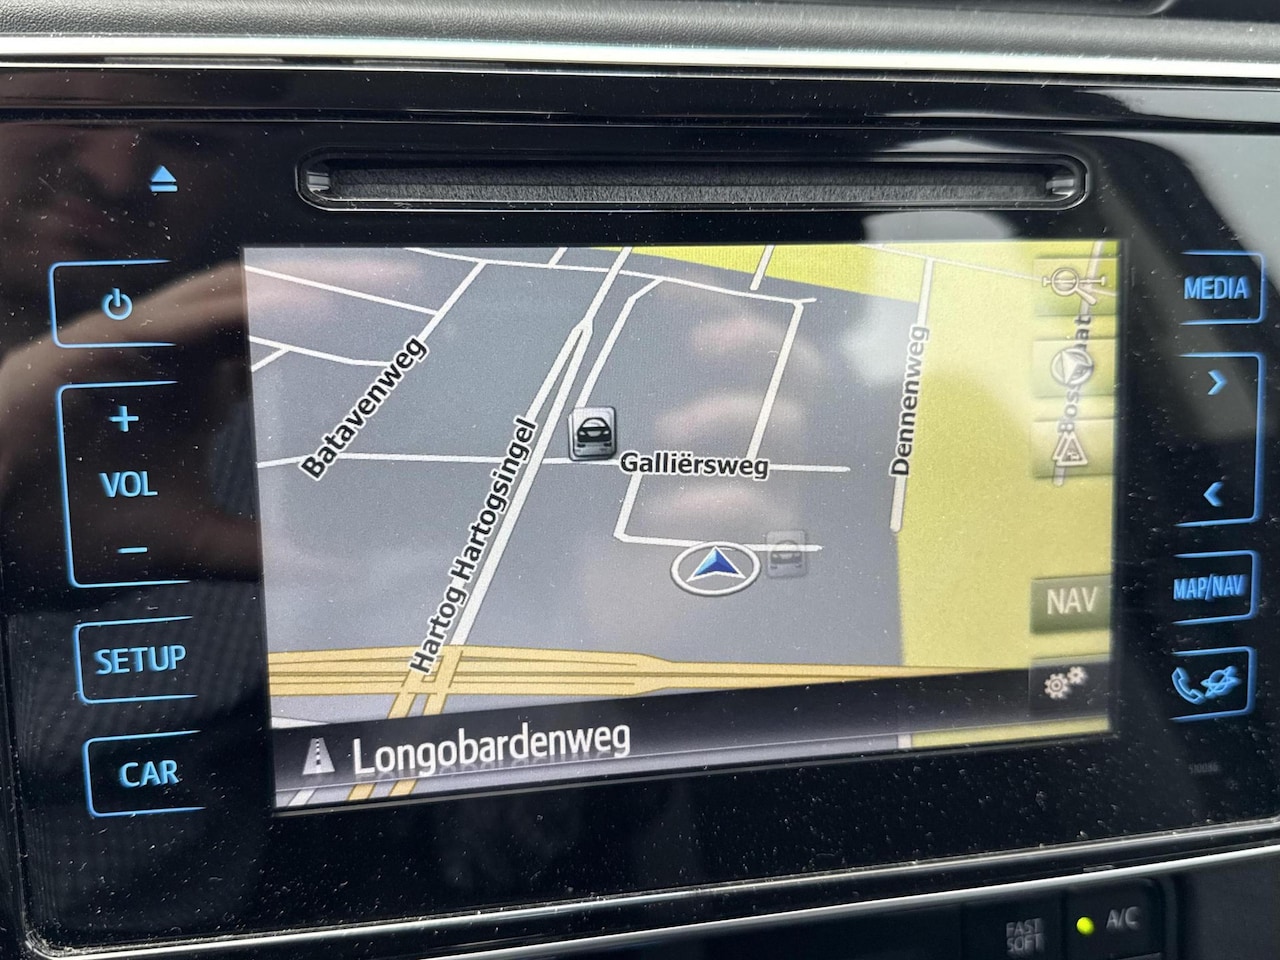 MEDIA
+
VOL
−
SETUP
CAR
Batavenweg
Hartog Hartogsingel
Galliërsweg
Dennenweg
NAV
MAP/NAV
Longobardenweg
FAST
SOFT
A/C